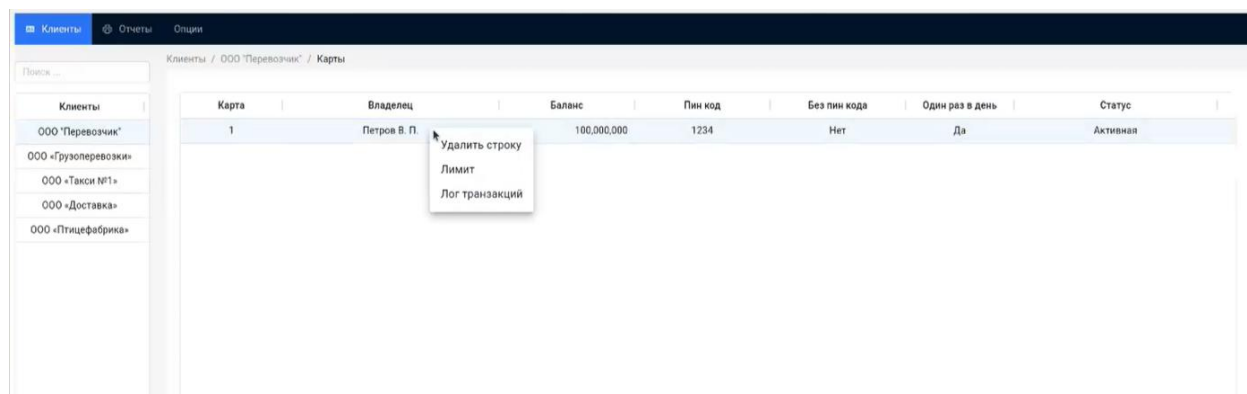 Клиенты Отчеты Опции
Клиенты / ООО "Перевозчик" / Карты
Поиск ...
Клиенты Карта Владелец Баланс Пин код Без пин кода Один раз в день Статус
ООО "Перевозчик" 1 Петров В. П. 100,000,000 1234 Нет Да Активная
Удалить строку
ООО «Грузоперевозки»
Лимит
ООО «Такси №1»
Лог транзакций
ООО «Доставка»
ООО «Птицефабрика»